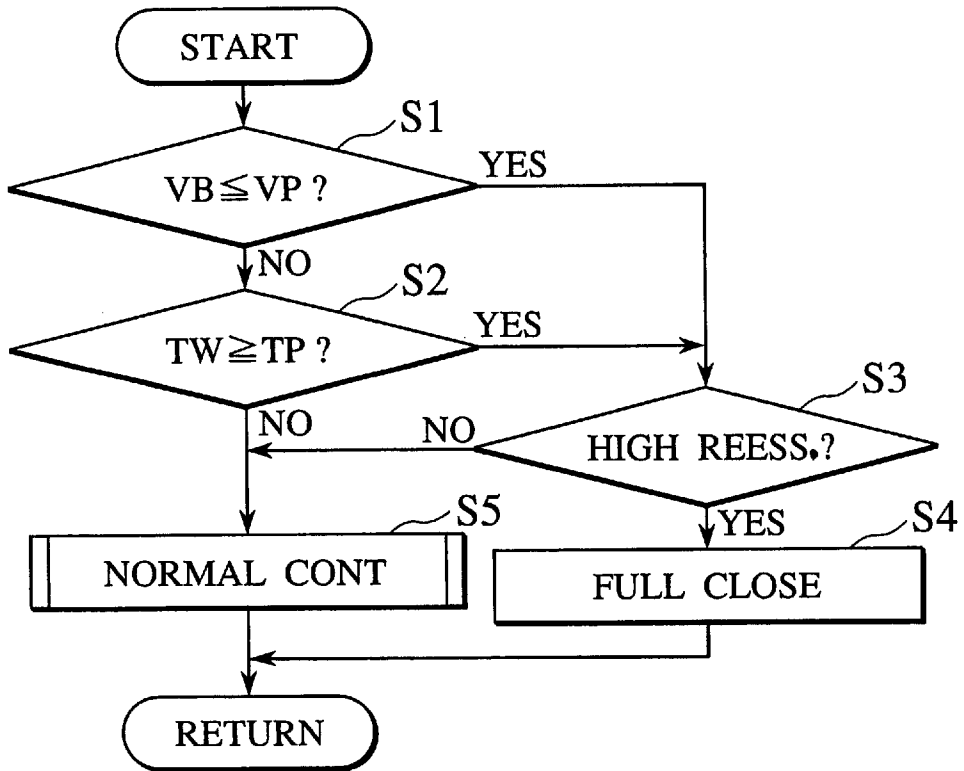 START
S1
VB≦VP?
YES
NO
S2
TW≧TP?
YES
NO
S3
HIGH REESS.?
NO
YES
S5
NORMAL CONT
S4
FULL CLOSE
RETURN